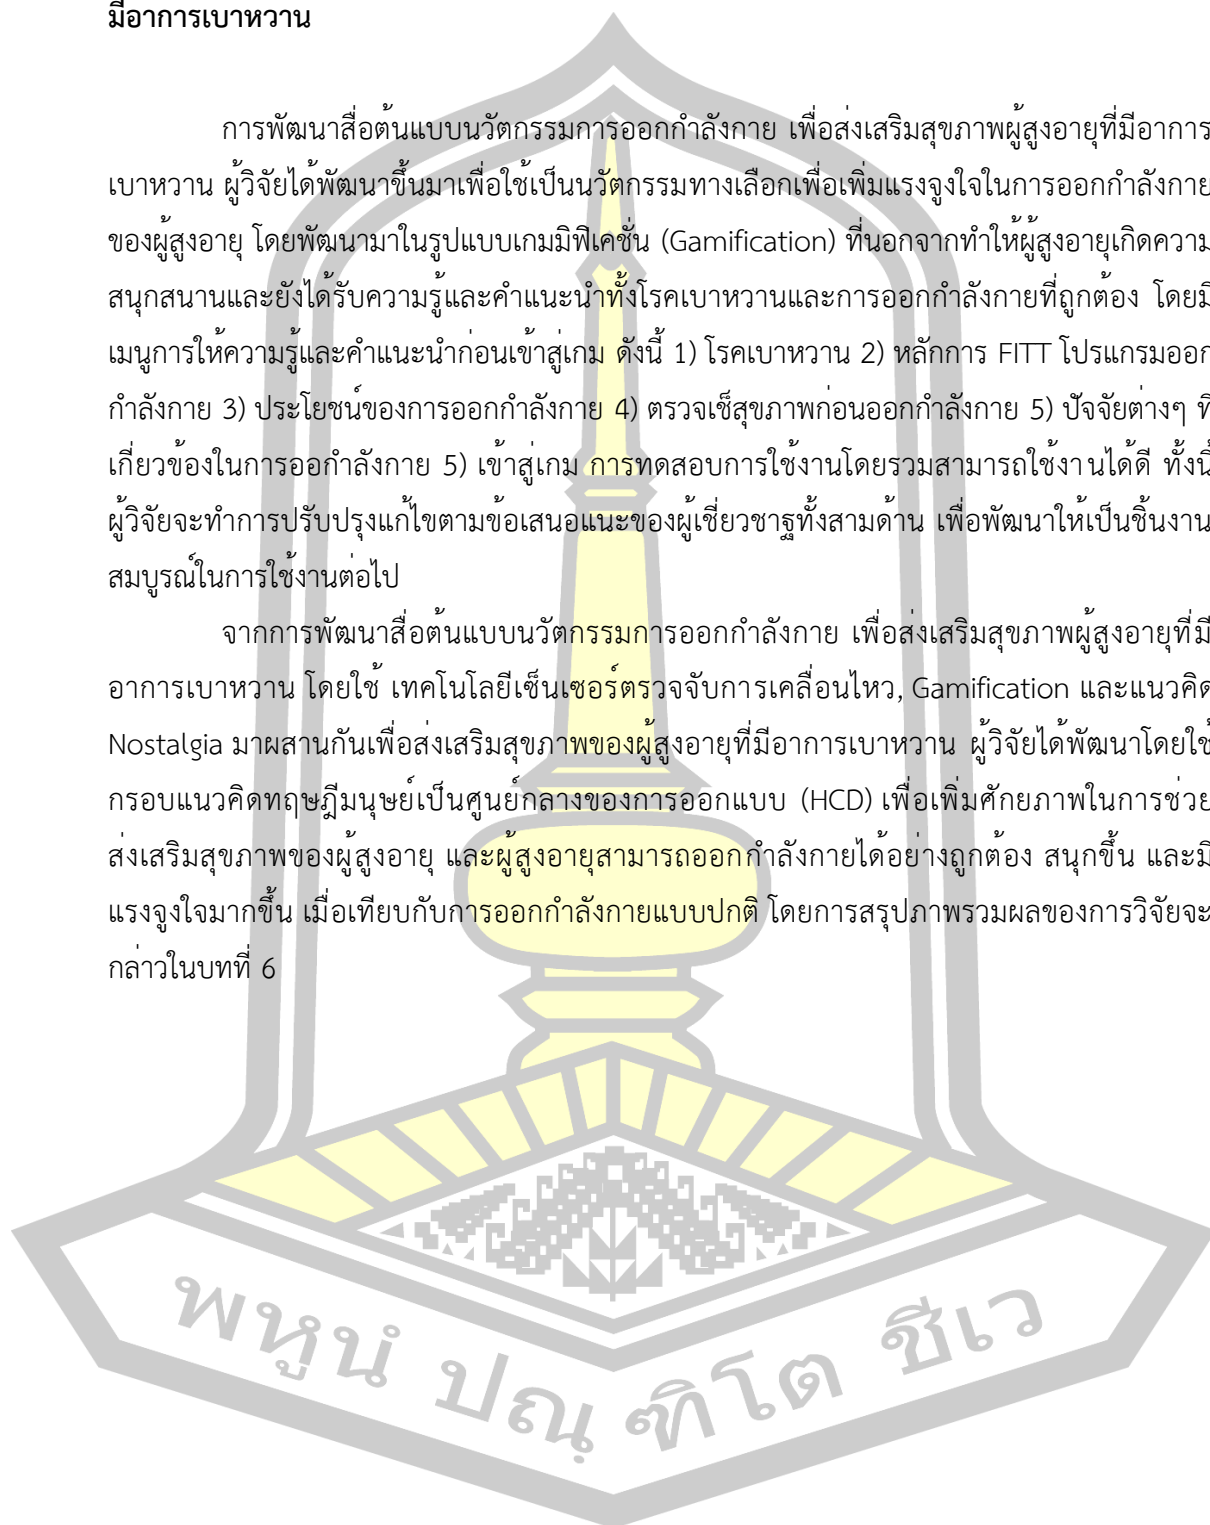 มีอาการเบาหวาน
การพัฒนาสื่อต้นแบบนวัตกรรมการออกกำลังกาย เพื่อส่งเสริมสุขภาพผู้สูงอายุที่มีอาการ
เบาหวาน ผู้วิจัยได้พัฒนาขึ้นมาเพื่อใช้เป็นนวัตกรรมทางเลือกเพื่อเพิ่มแรงจูงใจในการออกกำลังกาย
ของผู้สูงอายุ โดยพัฒนามาในรูปแบบเกมมิฟิเคชั่น (Gamification) ที่นอกจากทำให้ผู้สูงอายุเกิดความ
สนุกสนานและยังได้รับความรู้และคำแนะนำทั้งโรคเบาหวานและการออกกำลังกายที่ถูกต้อง โดยมี
เมนูการให้ความรู้และคำแนะนำก่อนเข้าสู่เกม ดังนี้ 1) โรคเบาหวาน 2) หลักการ FITT โปรแกรมออก
กำลังกาย 3) ประโยชน์ของการออกกำลังกาย 4) ตรวจเช็สุขภาพก่อนออกกำลังกาย 5) ปัจจัยต่างๆ ที่
เกี่ยวข้องในการออกำลังกาย 5) เข้าสู่เกม การทดสอบการใช้งานโดยรวมสามารถใช้งานได้ดี ทั้งนี้
ผู้วิจัยจะทำการปรับปรุงแก้ไขตามข้อเสนอแนะของผู้เชี่ยวชาฐทั้งสามด้าน เพื่อพัฒนาให้เป็นชิ้นงาน
สมบูรณ์ในการใช้งานต่อไป
จากการพัฒนาสื่อต้นแบบนวัตกรรมการออกกำลังกาย เพื่อส่งเสริมสุขภาพผู้สูงอายุที่มี
อาการเบาหวาน โดยใช้ เทคโนโลยีเซ็นเซอร์ตรวจจับการเคลื่อนไหว, Gamification และแนวคิด
Nostalgia มาผสานกันเพื่อส่งเสริมสุขภาพของผู้สูงอายุที่มีอาการเบาหวาน ผู้วิจัยได้พัฒนาโดยใช้
กรอบแนวคิดทฤษฎีมนุษย์เป็นศูนย์กลางของการออกแบบ (HCD) เพื่อเพิ่มศักยภาพในการช่วย
ส่งเสริมสุขภาพของผู้สูงอายุ และผู้สูงอายุสามารถออกกำลังกายได้อย่างถูกต้อง สนุกขึ้น และมี
แรงจูงใจมากขึ้น เมื่อเทียบกับการออกกำลังกายแบบปกติ โดยการสรุปภาพรวมผลของการวิจัยจะ
กล่าวในบทที่ 6
พหูนํ ปณฺฑิโต ชีเว